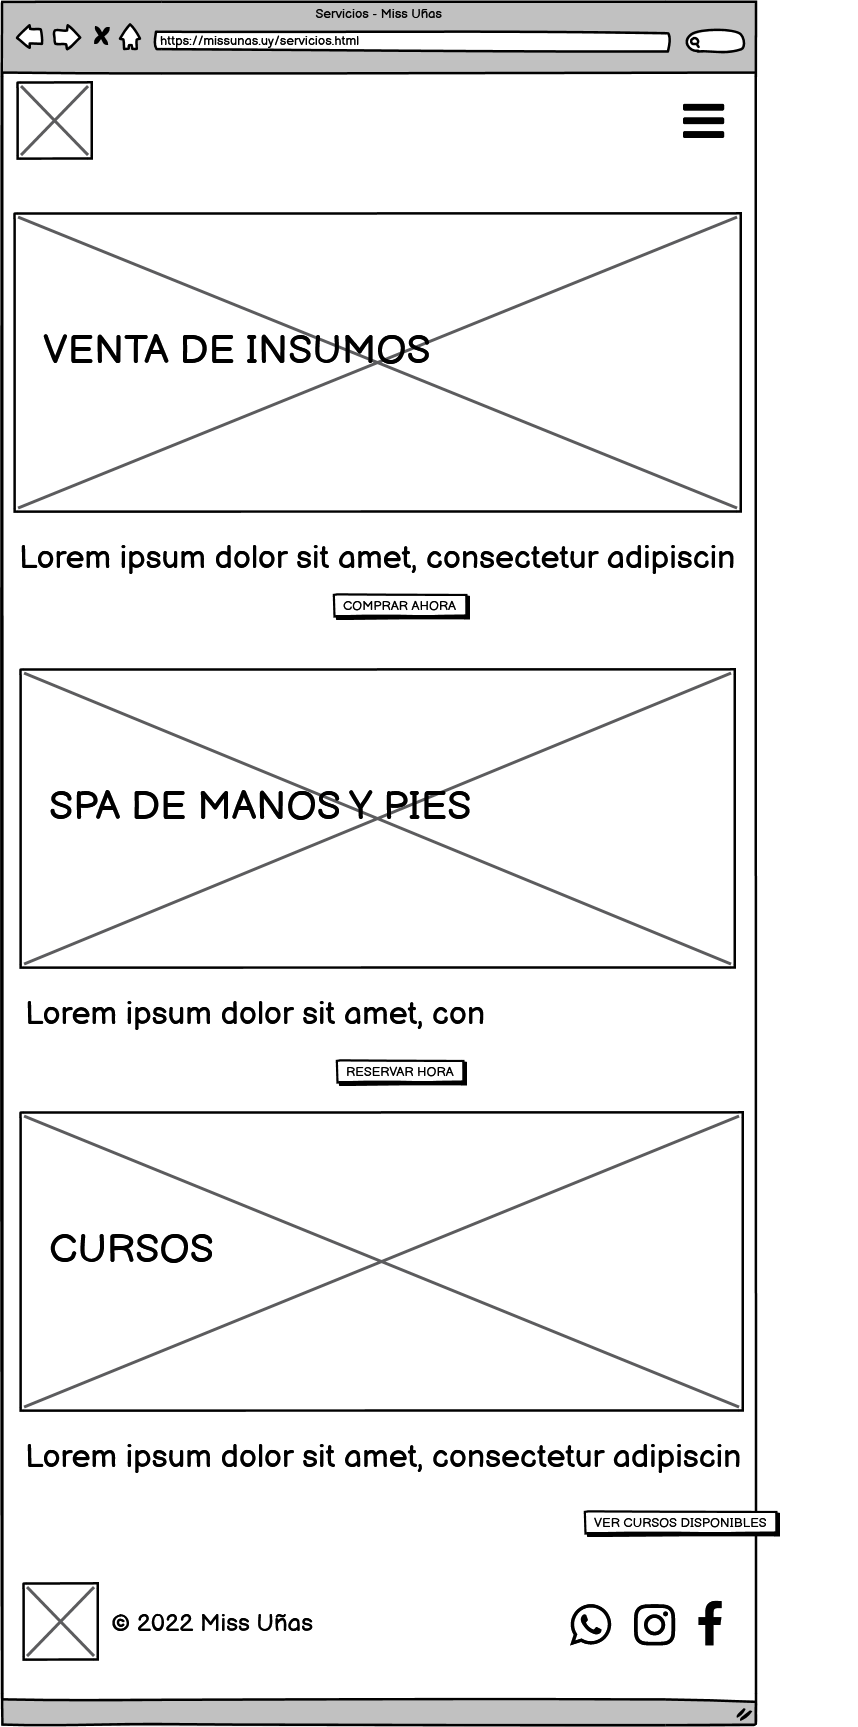 Servicios - Miss Uñas
https://missunas.uy/servicios.html
VENTA DE INSUMOS
Lorem ipsum dolor sit amet, consectetur adipiscin
COMPRAR AHORA
SPA DE MANOS Y PIES
Lorem ipsum dolor sit amet, con
RESERVAR HORA
CURSOS
Lorem ipsum dolor sit amet, consectetur adipiscin
VER CURSOS DISPONIBLES
© 2022 Miss Uñas